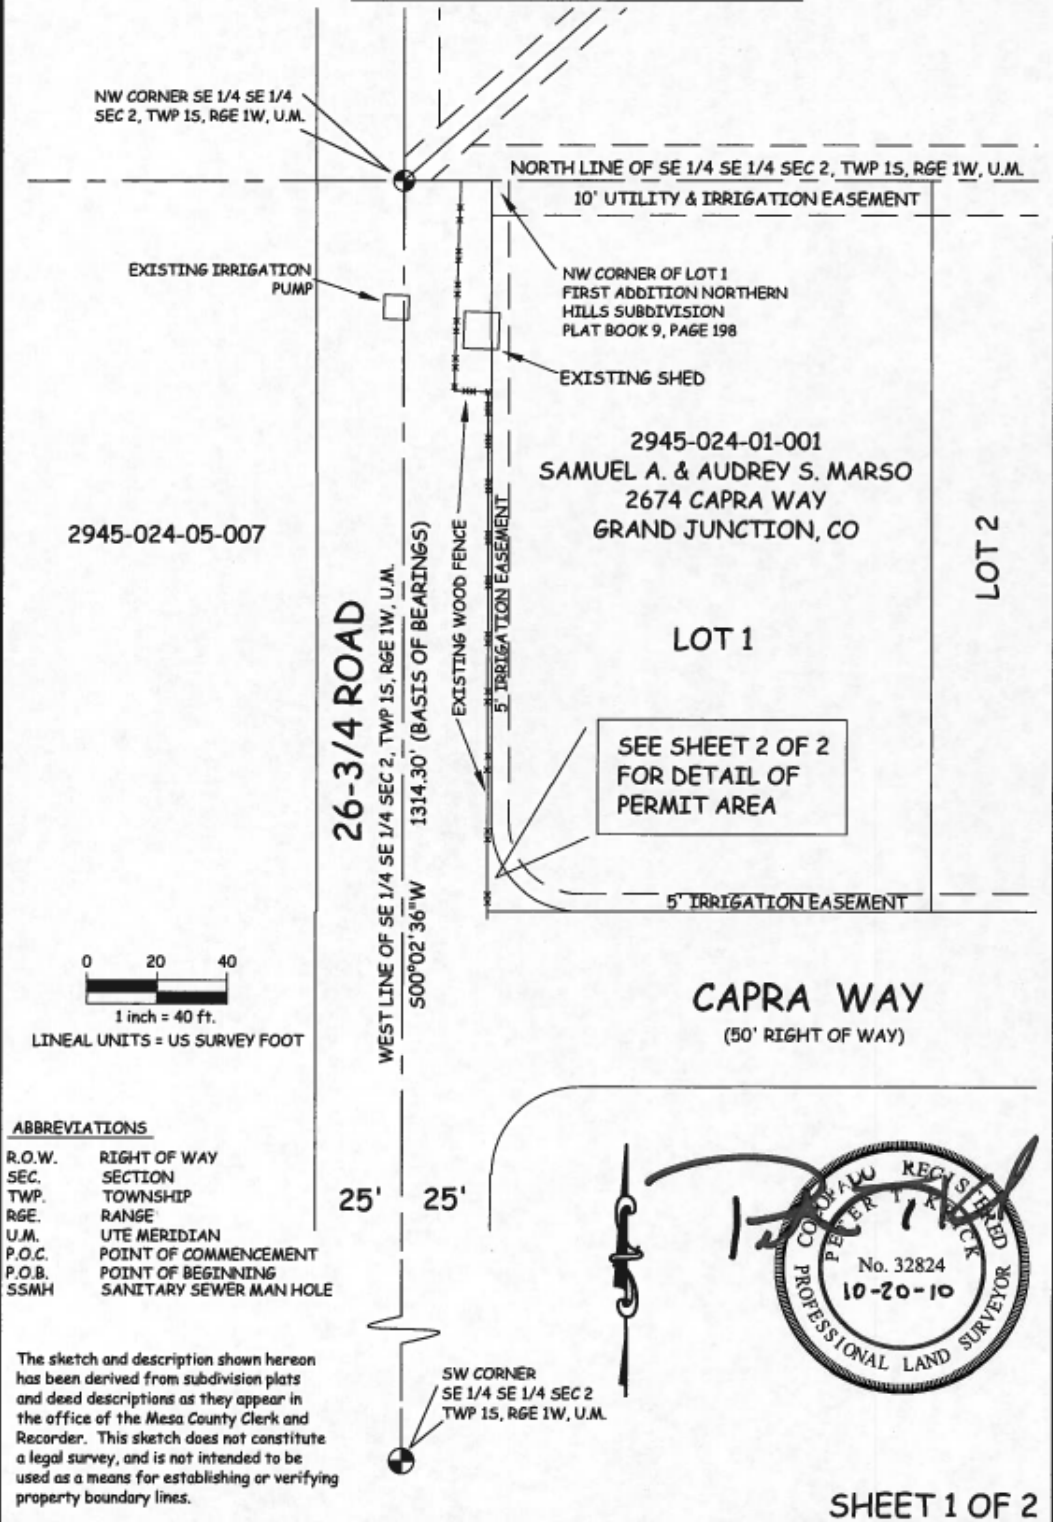 NW CORNER SE 1/4 SE 1/4
SEC 2, TWP 1S, RGE 1W, U.M.
NORTH LINE OF SE 1/4 SE 1/4 SEC 2, TWP 1S, RGE 1W, U.M.
10' UTILITY & IRRIGATION EASEMENT
EXISTING IRRIGATION
PUMP
NW CORNER OF LOT 1
FIRST ADDITION NORTHERN
HILLS SUBDIVISION
PLAT BOOK 9, PAGE 198
EXISTING SHED
2945-024-01-001
SAMUEL A. & AUDREY S. MARSO
2674 CAPRA WAY
GRAND JUNCTION, CO
2945-024-05-007
LOT 2
LOT 1
26-3/4 ROAD
WEST LINE OF SE 1/4 SE 1/4 SEC 2, TWP 1S, RGE 1W, U.M.
S00°02'36"W 1314.30' (BASIS OF BEARINGS)
EXISTING WOOD FENCE
5' IRRIGATION EASEMENT
SEE SHEET 2 OF 2
FOR DETAIL OF
PERMIT AREA
5' IRRIGATION EASEMENT
0 20 40
1 inch = 40 ft.
LINEAL UNITS = US SURVEY FOOT
CAPRA WAY
(50' RIGHT OF WAY)
ABBREVIATIONS
R.O.W. RIGHT OF WAY
SEC. SECTION
TWP. TOWNSHIP
RGE. RANGE
U.M. UTE MERIDIAN
P.O.C. POINT OF COMMENCEMENT
P.O.B. POINT OF BEGINNING
SSMH SANITARY SEWER MAN HOLE
25' 25'
COLORADO REGISTERED
PETER T. KRICK
No. 32824
10-20-10
PROFESSIONAL LAND SURVEYOR
The sketch and description shown hereon
has been derived from subdivision plats
and deed descriptions as they appear in
the office of the Mesa County Clerk and
Recorder. This sketch does not constitute
a legal survey, and is not intended to be
used as a means for establishing or verifying
property boundary lines.
SW CORNER
SE 1/4 SE 1/4 SEC 2
TWP 1S, RGE 1W, U.M.
SHEET 1 OF 2